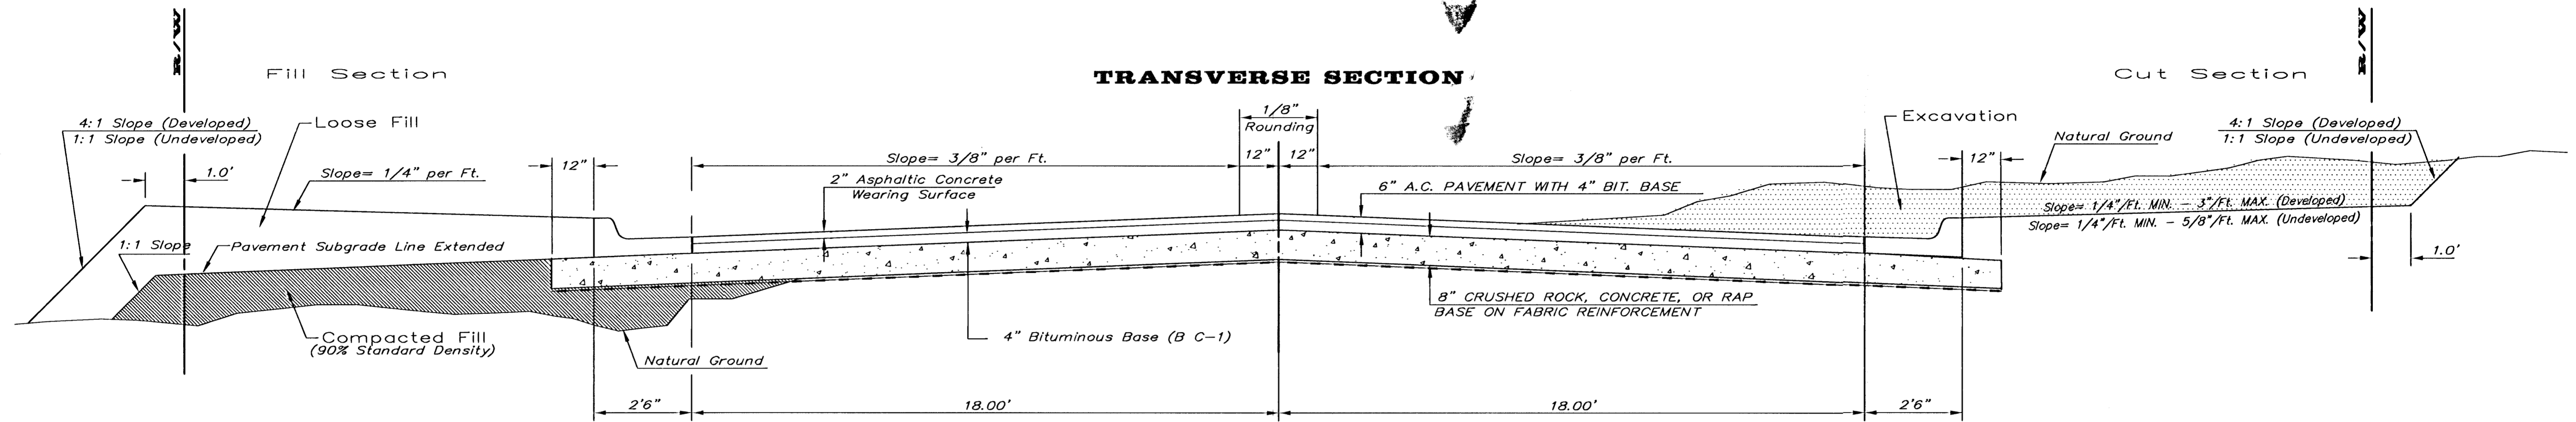 R/W
R/W
Fill Section
TRANSVERSE SECTION
Cut Section
4:1 Slope (Developed)
1:1 Slope (Undeveloped)
Loose Fill
1.0'
Slope= 1/4" per Ft.
12"
Slope= 3/8" per Ft.
1/8"
Rounding
12"
12"
Slope= 3/8" per Ft.
Excavation
Natural Ground
4:1 Slope (Developed)
1:1 Slope (Undeveloped)
12"
2" Asphaltic Concrete
Wearing Surface
6" A.C. PAVEMENT WITH 4" BIT. BASE
Slope= 1/4"/Ft. MIN. - 3"/Ft. MAX. (Developed)
Slope= 1/4"/Ft. MIN. - 5/8"/Ft. MAX. (Undeveloped)
1:1 Slope
Pavement Subgrade Line Extended
1.0'
8" CRUSHED ROCK, CONCRETE, OR RAP
BASE ON FABRIC REINFORCEMENT
Compacted Fill
(90% Standard Density)
4" Bituminous Base (B C-1)
Natural Ground
2'6"
18.00'
18.00'
2'6"